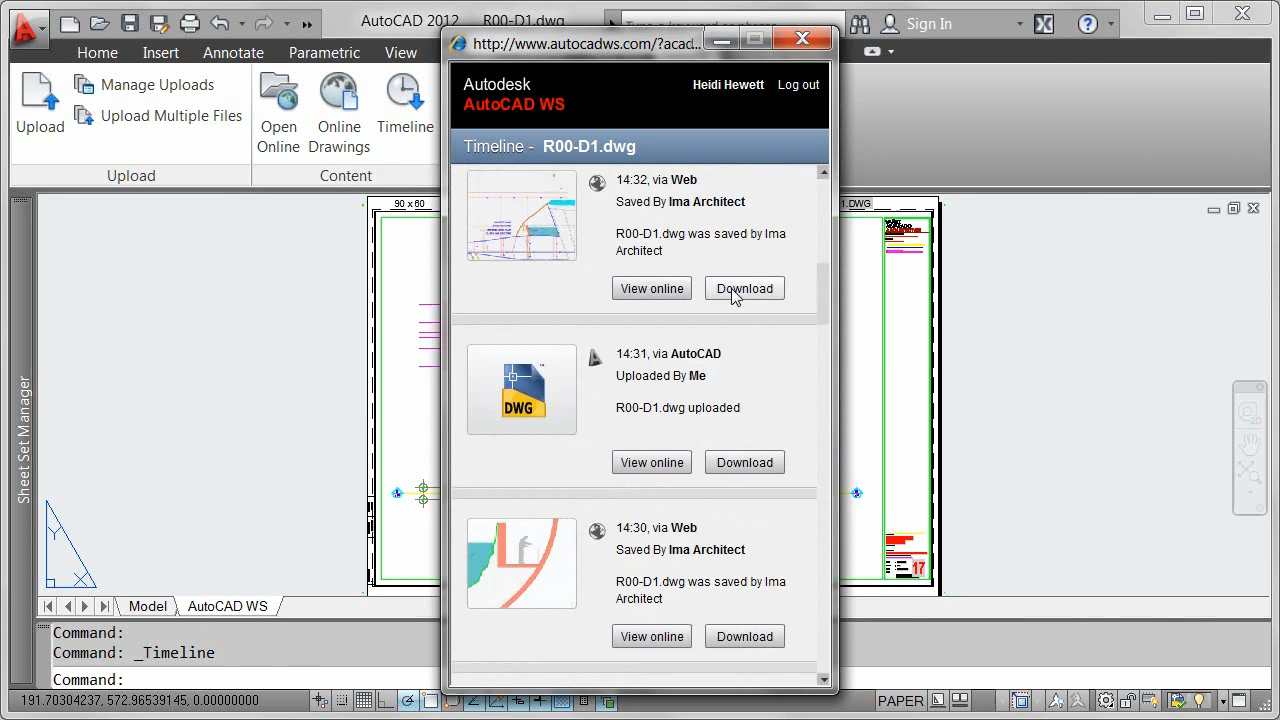 AutoCAD 2012 R00-D1.dwg
Sign In
http://www.autocadws.com/?acad...
Home Insert Annotate Parametric View
Upload
Manage Uploads
Upload Multiple Files
Open Online
Online Drawings
Timeline
Upload
Content
Autodesk
AutoCAD WS
Heidi Hewett Log out
Timeline - R00-D1.dwg
14:32, via Web
Saved By Ima Architect
R00-D1.dwg was saved by Ima
Architect
View online Download
14:31, via AutoCAD
Uploaded By Me
R00-D1.dwg uploaded
DWG
View online Download
14:30, via Web
Saved By Ima Architect
R00-D1.dwg was saved by Ima
Architect
View online Download
90 x 60
1.DWG
17
Sheet Set Manager
Y
X
Model AutoCAD WS
Command:
Command: _Timeline
Command:
191.70304237, 572.96539145, 0.00000000
PAPER